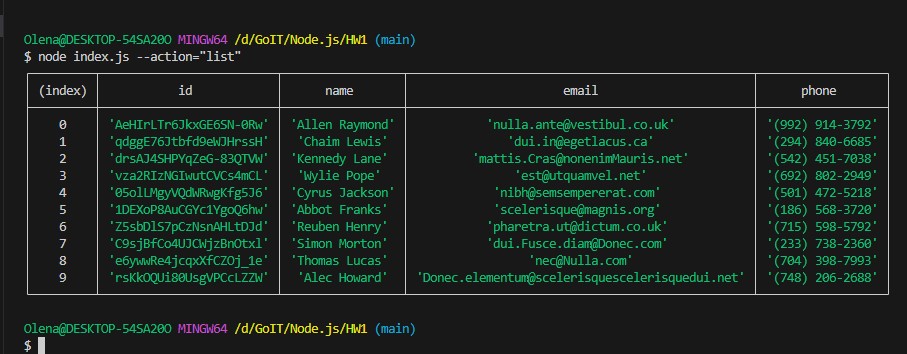 Olena@DESKTOP-54SA20O MINGW64 /d/GoIT/Node.js/HW1 (main)
$ node index.js --action="list"
(index) id name email phone
0 'AeHIrLTr6JkxGE6SN-0Rw' 'Allen Raymond' 'nulla.ante@vestibul.co.uk' '(992) 914-3792'
1 'qdggE76Jtbfd9eWJHrssH' 'Chaim Lewis' 'dui.in@egetlacus.ca' '(294) 840-6685'
2 'drsAJ4SHPYqZeG-83QTVW' 'Kennedy Lane' 'mattis.Cras@nonenimMauris.net' '(542) 451-7038'
3 'vza2RIzNGIwutCVCs4mCL' 'Wylie Pope' 'est@utquamvel.net' '(692) 802-2949'
4 '05olLMgyVQdWRwgKfg5J6' 'Cyrus Jackson' 'nibh@semsempererat.com' '(501) 472-5218'
5 '1DEXoP8AuCGYc1YgoQ6hw' 'Abbot Franks' 'scelerisque@magnis.org' '(186) 568-3720'
6 'Z5sbDlS7pCzNsnAHLtDJd' 'Reuben Henry' 'pharetra.ut@dictum.co.uk' '(715) 598-5792'
7 'C9sjBfCo4UJCWjzBnOtxl' 'Simon Morton' 'dui.Fusce.diam@Donec.com' '(233) 738-2360'
8 'e6ywwRe4jcqxXfCZOj_1e' 'Thomas Lucas' 'nec@Nulla.com' '(704) 398-7993'
9 'rsKkOQUi80UsgVPCcLZZW' 'Alec Howard' 'Donec.elementum@scelerisquescelerisquedui.net' '(748) 206-2688'
Olena@DESKTOP-54SA20O MINGW64 /d/GoIT/Node.js/HW1 (main)
$